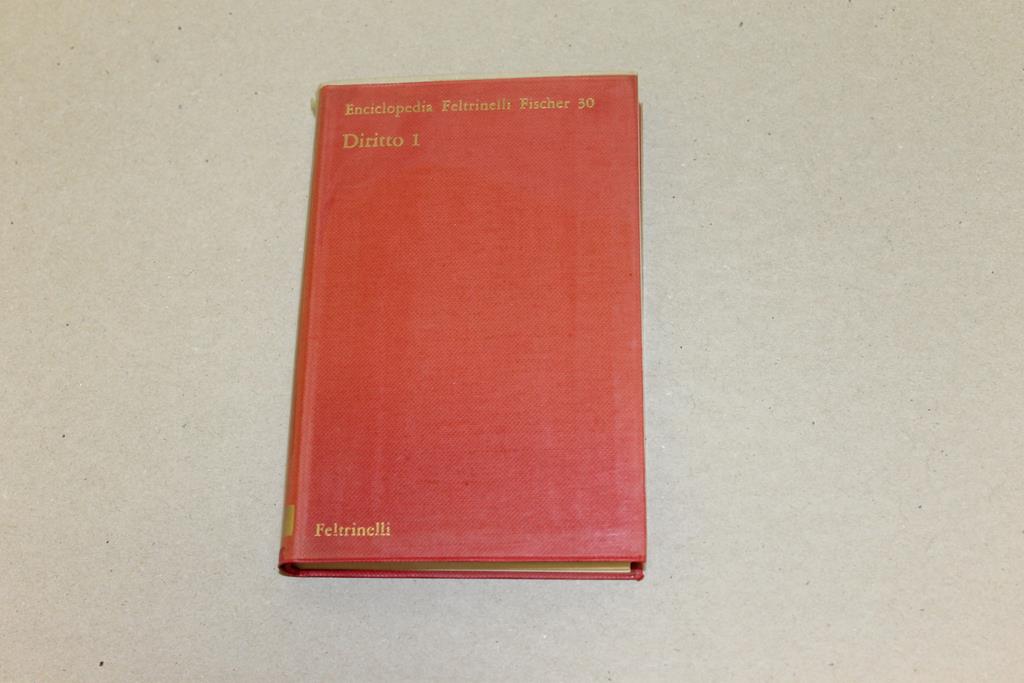 Enciclopedia Feltrinelli Fischer 30
Diritto 1
Feltrinelli